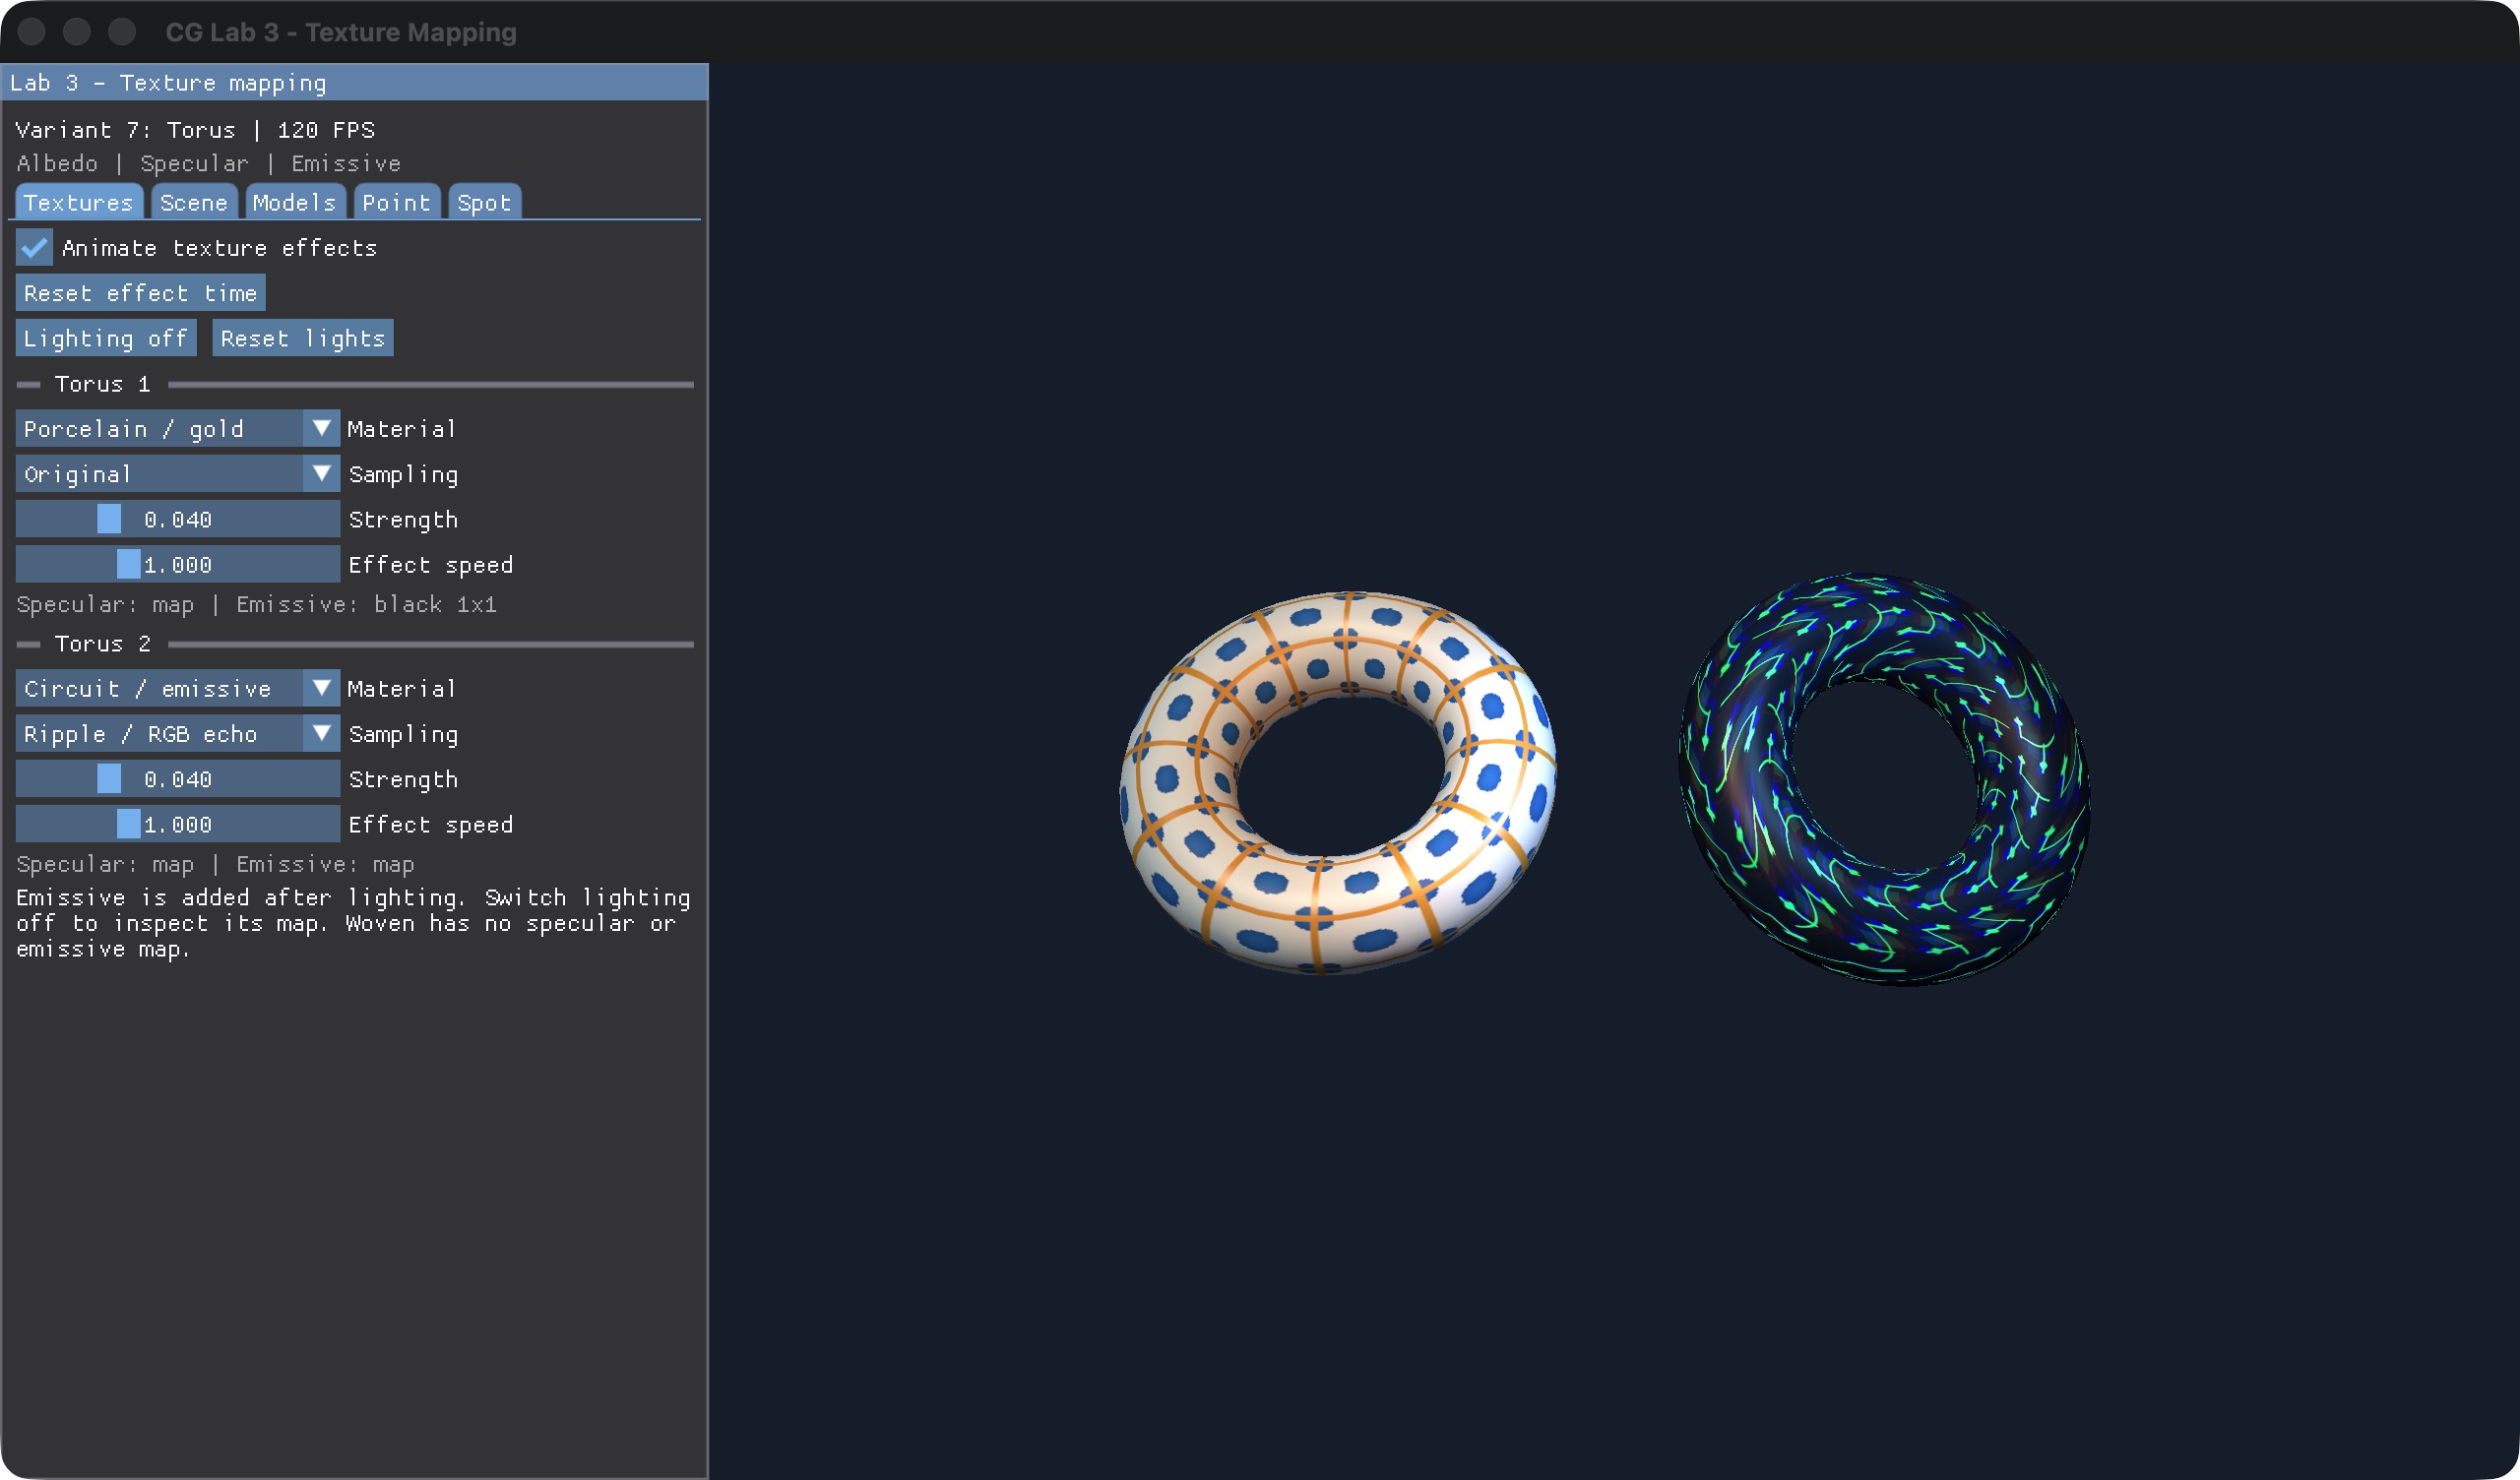 CG Lab 3 - Texture Mapping
Lab 3 - Texture mapping
Variant 7: Torus | 120 FPS
Albedo | Specular | Emissive
Textures Scene Models Point Spot
Animate texture effects
Reset effect time
Lighting off Reset lights
Torus 1
Porcelain / gold Material
Original Sampling
0.040 Strength
1.000 Effect speed
Specular: map | Emissive: black 1x1
Torus 2
Circuit / emissive Material
Ripple / RGB echo Sampling
0.040 Strength
1.000 Effect speed
Specular: map | Emissive: map
Emissive is added after lighting. Switch lighting
off to inspect its map. Woven has no specular or
emissive map.